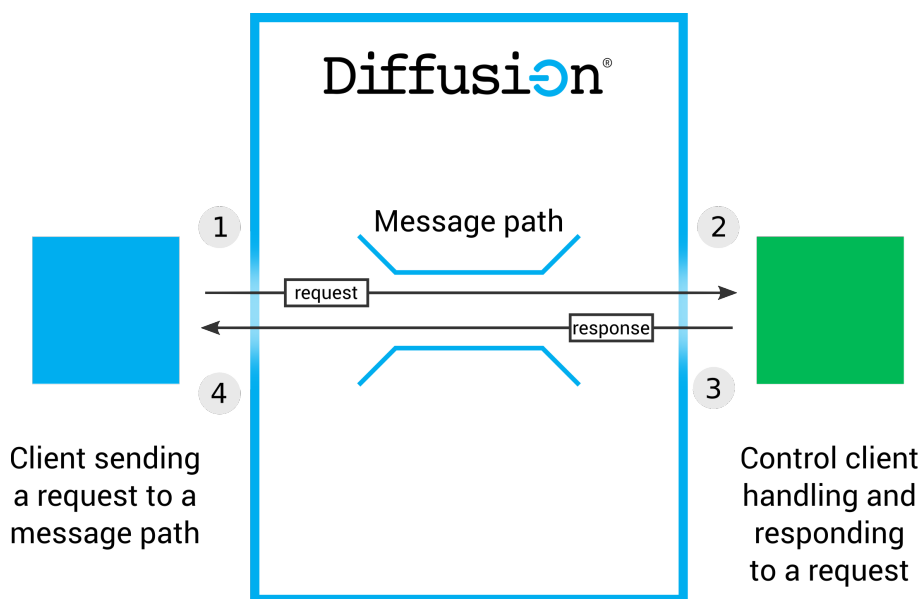 Diffusion®
Message path
1
2
request
response
4
3
Client sending
a request to a
message path
Control client
handling and
responding
to a request